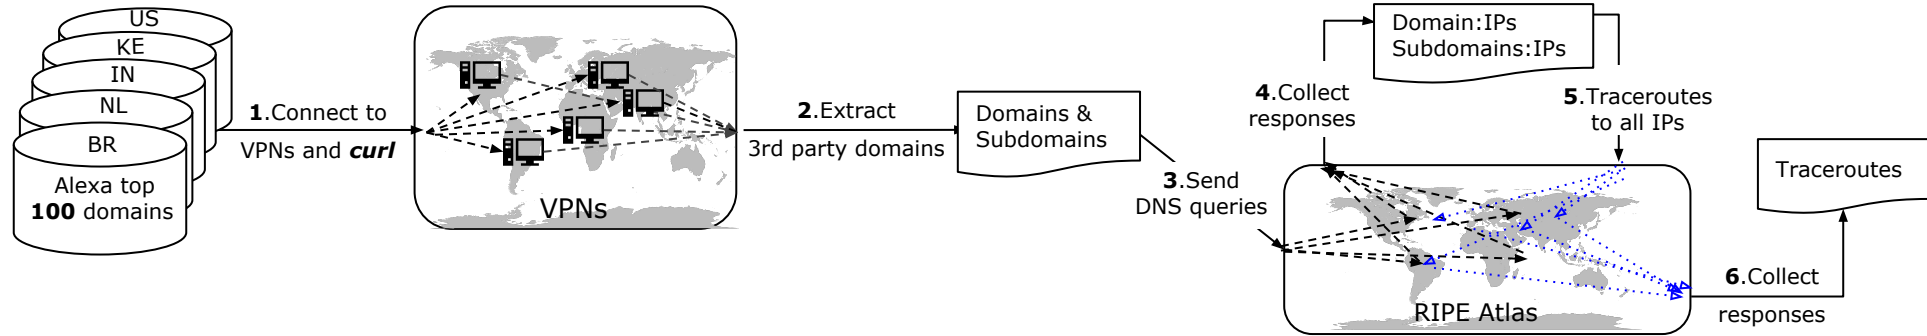 US
KE
IN
NL
BR
Alexa top
100 domains
1.Connect to
VPNs and curl
VPNs
2.Extract
3rd party domains
Domains &
Subdomains
3.Send
DNS queries
4.Collect
responses
Domain:IPs
Subdomains:IPs
5.Traceroutes
to all IPs
RIPE Atlas
6.Collect
responses
Traceroutes